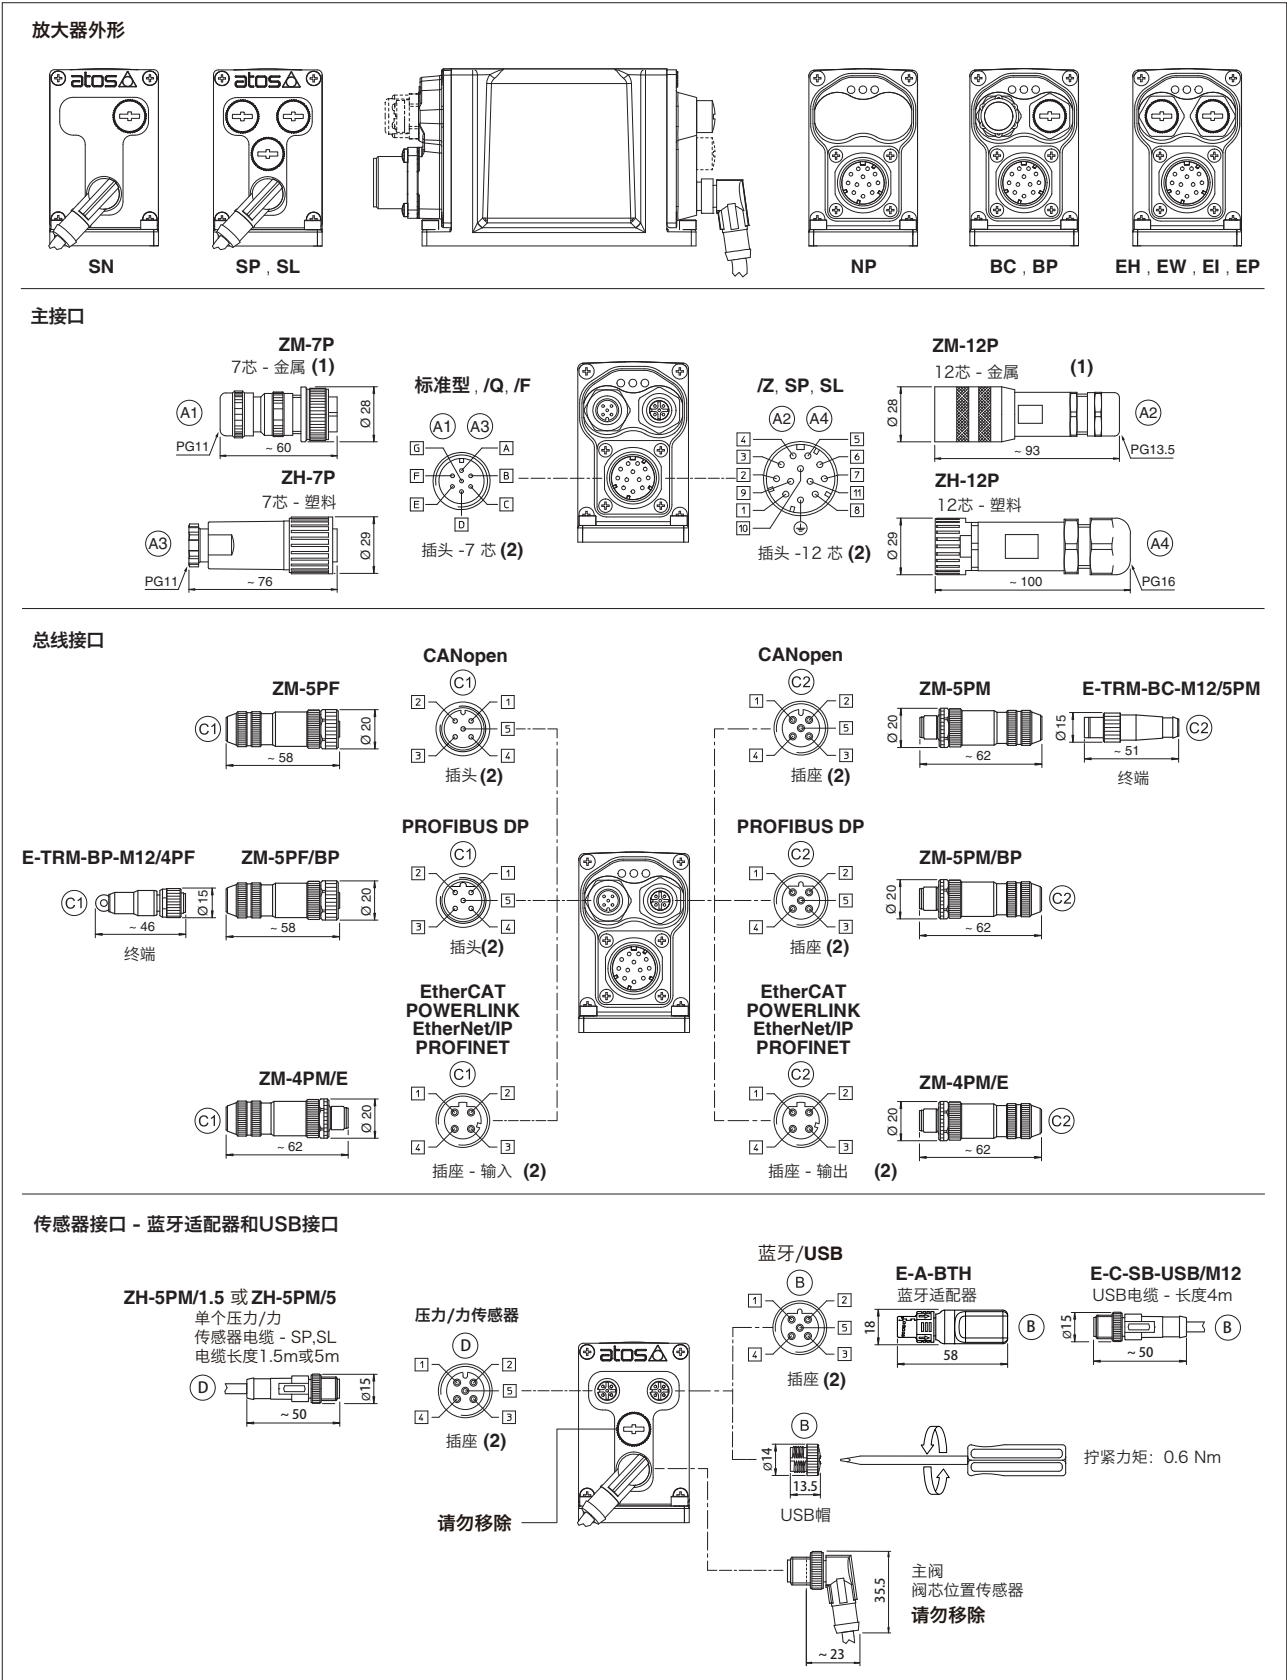 放大器外形
atos
atos
SN
SP , SL
NP
BC , BP
EH , EW , EI , EP
主接口
ZM-7P
7芯 - 金属 (1)
A1
Ø 28
PG11
~ 60
ZH-7P
7芯 - 塑料
A3
Ø 29
PG11
~ 76
标准型 , /Q, /F
A1 A3
G A
F B
E C
D
插头 -7 芯 (2)
/Z, SP, SL
A2 A4
4 5
3 6
2 7
9 11
1 8
10
插头 -12 芯 (2)
ZM-12P
12芯 - 金属 (1)
Ø 28
A2
~ 93
PG13.5
ZH-12P
12芯 - 塑料
Ø 29
A4
~ 100
PG16
总线接口
ZM-5PF
C1
Ø 20
~ 58
CANopen
C1
2 1
5
3 4
插头 (2)
CANopen
C2
1 2
5
4 3
插座 (2)
ZM-5PM
Ø 20
~ 62
E-TRM-BC-M12/5PM
Ø 15
C2
~ 51
终端
E-TRM-BP-M12/4PF
C1
Ø 15
~ 46
终端
ZM-5PF/BP
Ø 20
~ 58
PROFIBUS DP
C1
2 1
5
3 4
插头(2)
PROFIBUS DP
C2
1 2
5
4 3
插座 (2)
ZM-5PM/BP
Ø 20
C2
~ 62
EtherCAT
POWERLINK
EtherNet/IP
PROFINET
C1
1 2
4 3
插座 - 输入 (2)
ZM-4PM/E
C1
Ø 20
~ 62
EtherCAT
POWERLINK
EtherNet/IP
PROFINET
C2
1 2
4 3
插座 - 输出 (2)
ZM-4PM/E
Ø 20
C2
~ 62
传感器接口 - 蓝牙适配器和USB接口
ZH-5PM/1.5 或 ZH-5PM/5
单个压力/力
传感器电缆 - SP,SL
电缆长度1.5m或5m
D
Ø15
~ 50
压力/力传感器
D
1 2
5
4 3
插座 (2)
atos
请勿移除
蓝牙/USB
B
1 2
5
4 3
插座 (2)
E-A-BTH
蓝牙适配器
18
B
58
E-C-SB-USB/M12
USB电缆 - 长度4m
Ø15
B
~ 50
B
Ø14
13.5
USB帽
拧紧力矩: 0.6 Nm
35.5
~ 23
主阀
阀芯位置传感器
请勿移除